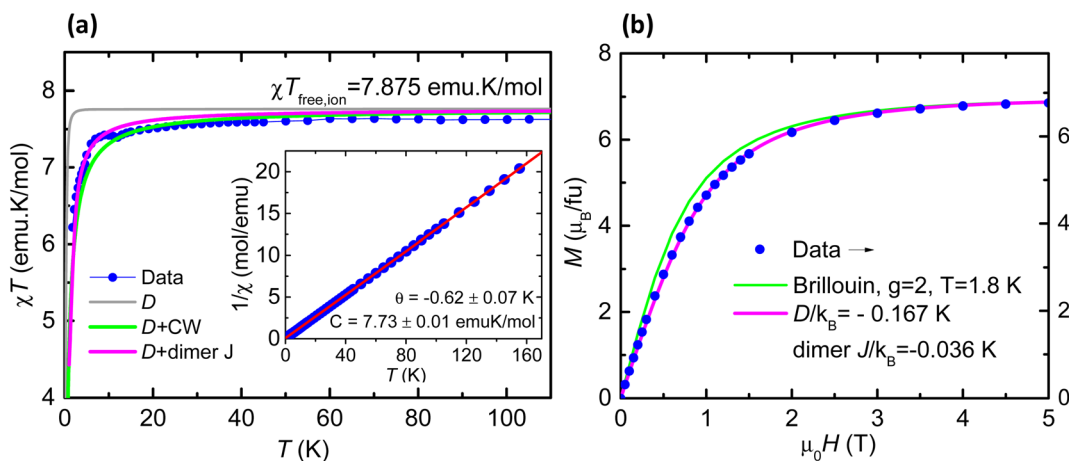 (a)
χT_free,ion=7.875 emu.K/mol
8
7
6
5
4
χT (emu.K/mol)
Data
D
D+CW
D+dimer J
0 20 40 60 80 100
T (K)
20
15
10
5
0
1/χ (mol/emu)
θ = -0.62 ± 0.07 K
C = 7.73 ± 0.01 emuK/mol
0 40 80 120 160
T (K)
(b)
8
6
4
2
0
M (μ_B/fu)
6
4
2
0
Data →
Brillouin, g=2, T=1.8 K
D/k_B= - 0.167 K
dimer J/k_B=-0.036 K
0 1 2 3 4 5
μ_0H (T)